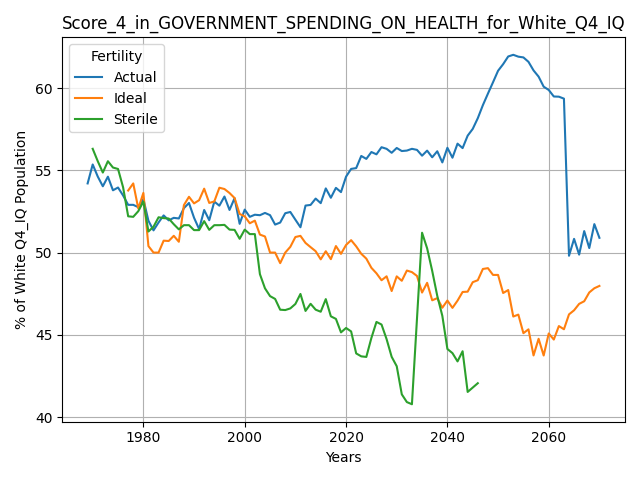 Score_4_in_GOVERNMENT_SPENDING_ON_HEALTH_for_White_Q4_IQ
Fertility
Actual
Ideal
Sterile
% of White Q4_IQ Population
60
55
50
45
40
1980
2000
2020
2040
2060
Years